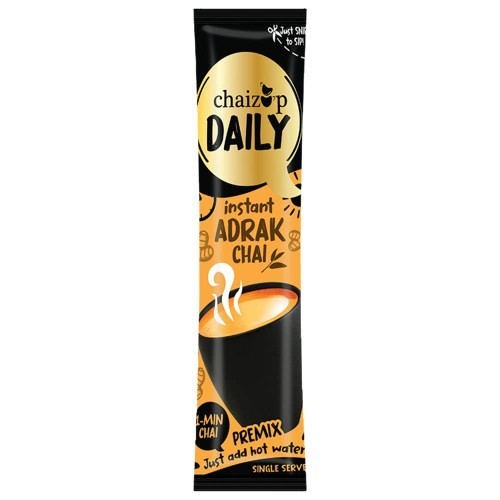 Just SNIP
to SIP!
chaizup
DAILY
instant
ADRAK
CHAI
1-MIN
CHAI
PREMIX
Just add hot water
SINGLE SERVE